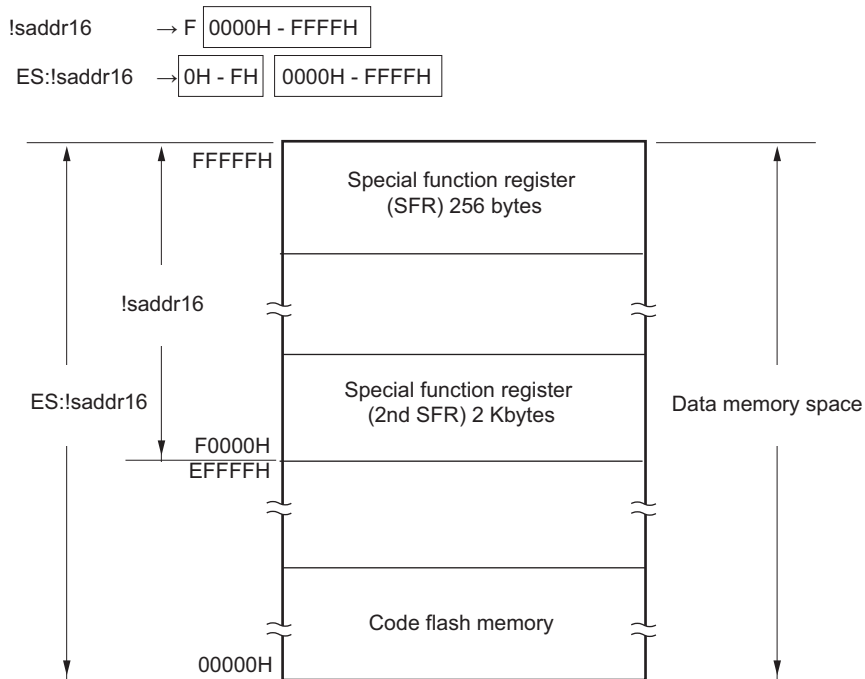 !saddr16 → F 0000H - FFFFH
ES:!saddr16 → 0H - FH 0000H - FFFFH
FFFFFH
Special function register
(SFR) 256 bytes
!saddr16
Special function register
(2nd SFR) 2 Kbytes
ES:!saddr16
Data memory space
F0000H
EFFFFH
Code flash memory
00000H